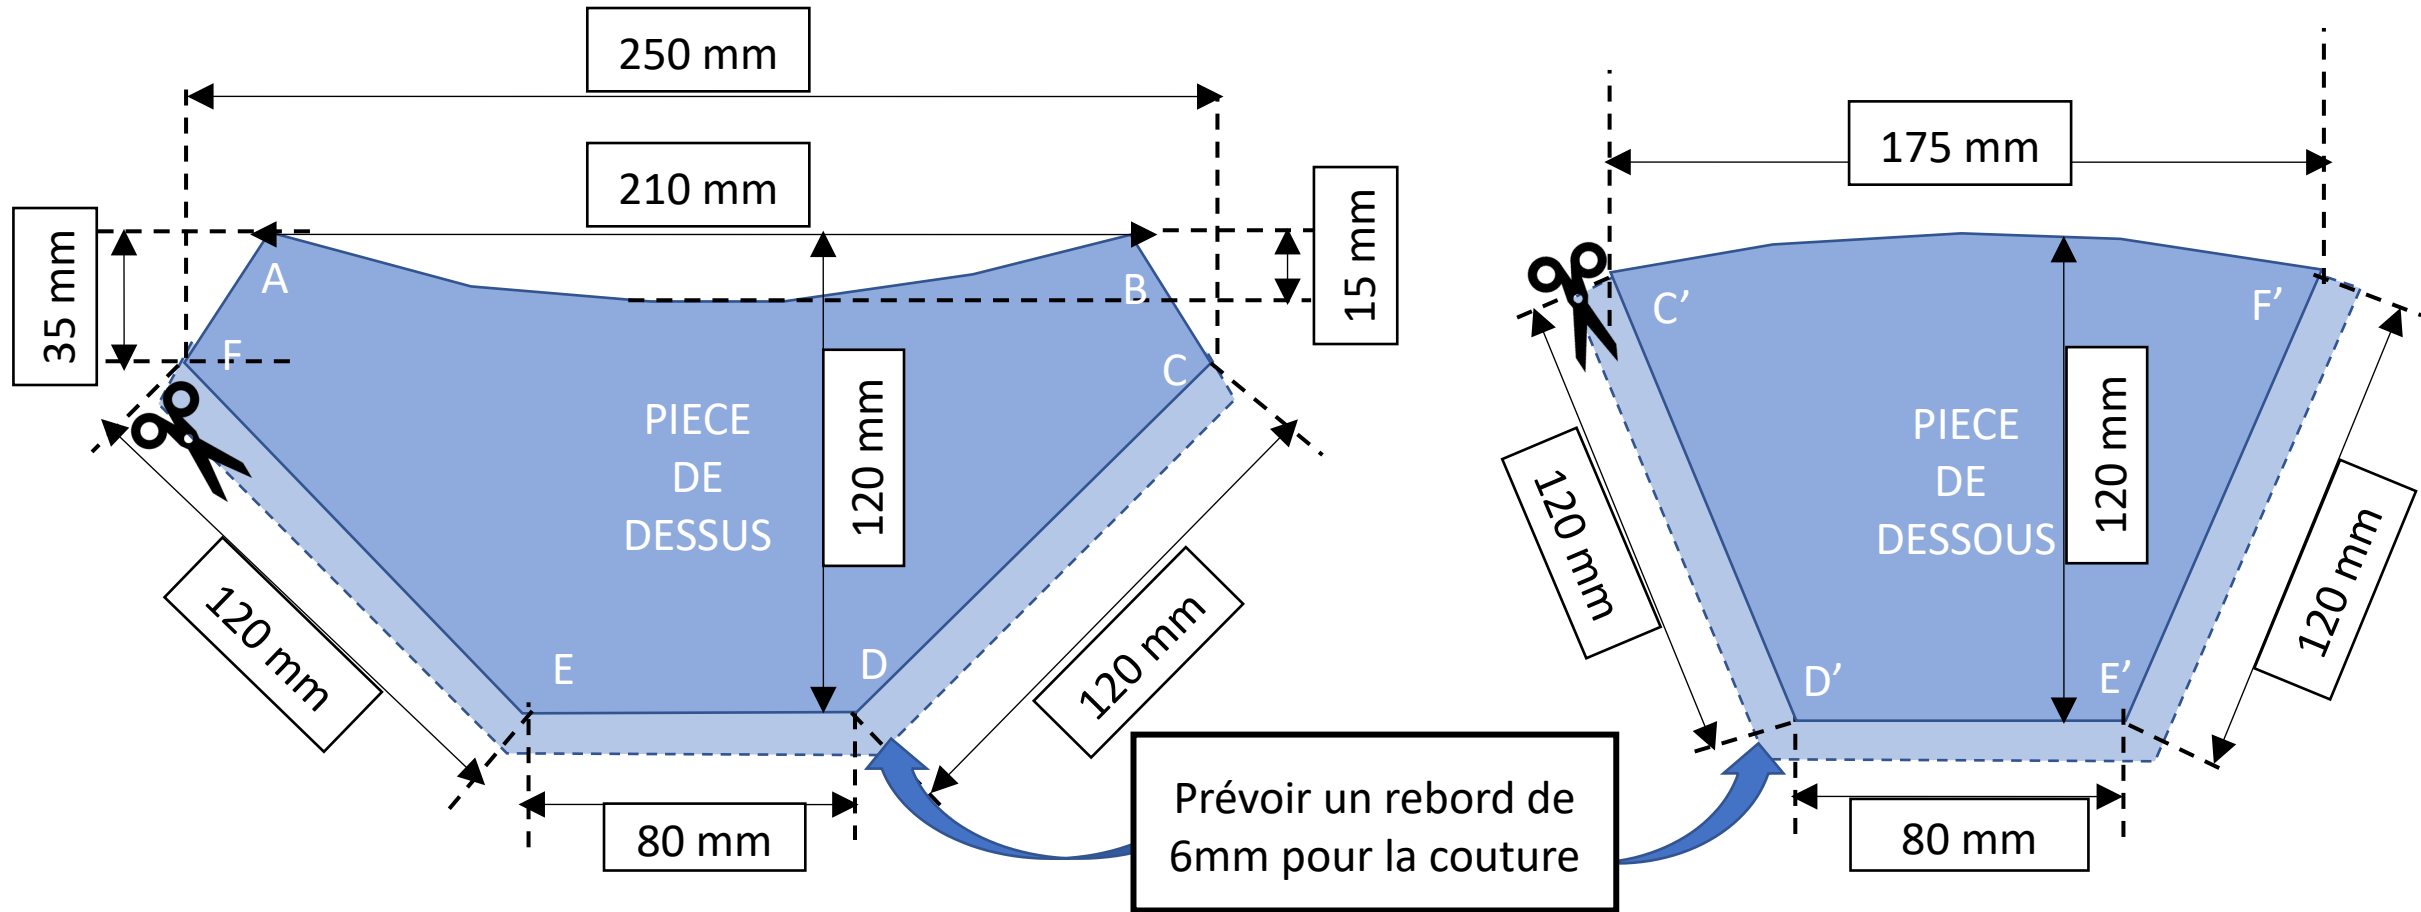 250 mm
210 mm
35 mm
15 mm
A
B
F
C
PIECE
DE
DESSUS
120 mm
120 mm
120 mm
E
D
80 mm
175 mm
C’
F’
PIECE
DE
DESSOUS
120 mm
120 mm
120 mm
D’
E’
80 mm
Prévoir un rebord de
6mm pour la couture